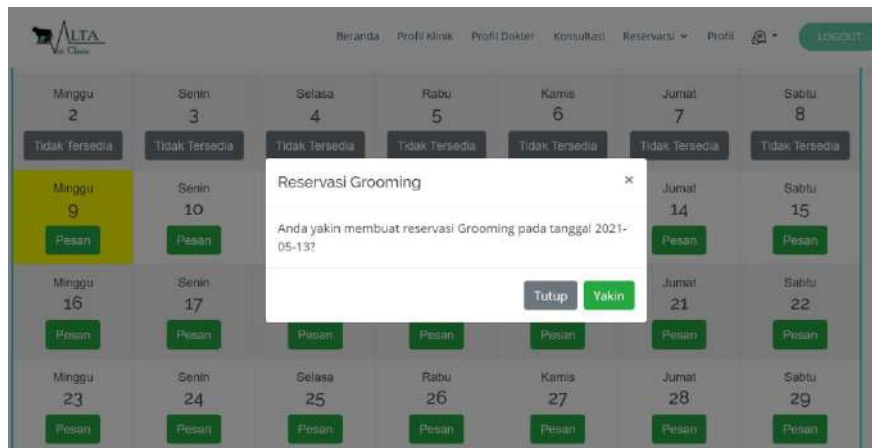 ALTA
Vet Clinic
Beranda Profil Klinik Profil Dokter Konsultasi Reservarsi Profil LOGOUT
Minggu Senin Selasa Rabu Kamis Jumat Sabtu
2 3 4 5 6 7 8
Tidak Tersedia Tidak Tersedia Tidak Tersedia Tidak Tersedia Tidak Tersedia Tidak Tersedia Tidak Tersedia
Minggu Senin Jumat Sabtu
9 10 14 15
Pesan Pesan Pesan Pesan
Reservasi Grooming ×
Anda yakin membuat reservasi Grooming pada tanggal 2021-
05-13?
Tutup Yakin
Minggu Senin Jumat Sabtu
16 17 21 22
Pesan Pesan Pesan Pesan Pesan Pesan Pesan
Minggu Senin Selasa Rabu Kamis Jumat Sabtu
23 24 25 26 27 28 29
Pesan Pesan Pesan Pesan Pesan Pesan Pesan